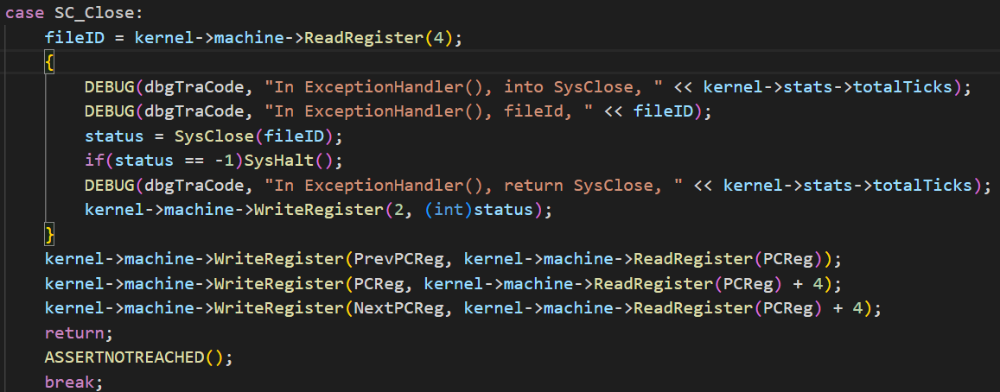 case SC_Close:
    fileID = kernel->machine->ReadRegister(4);
    {
        DEBUG(dbgTraCode, "In ExceptionHandler(), into SysClose, " << kernel->stats->totalTicks);
        DEBUG(dbgTraCode, "In ExceptionHandler(), fileId, " << fileID);
        status = SysClose(fileID);
        if(status == -1)SysHalt();
        DEBUG(dbgTraCode, "In ExceptionHandler(), return SysClose, " << kernel->stats->totalTicks);
        kernel->machine->WriteRegister(2, (int)status);
    }
    kernel->machine->WriteRegister(PrevPCReg, kernel->machine->ReadRegister(PCReg));
    kernel->machine->WriteRegister(PCReg, kernel->machine->ReadRegister(PCReg) + 4);
    kernel->machine->WriteRegister(NextPCReg, kernel->machine->ReadRegister(PCReg) + 4);
    return;
    ASSERTNOTREACHED();
    break;